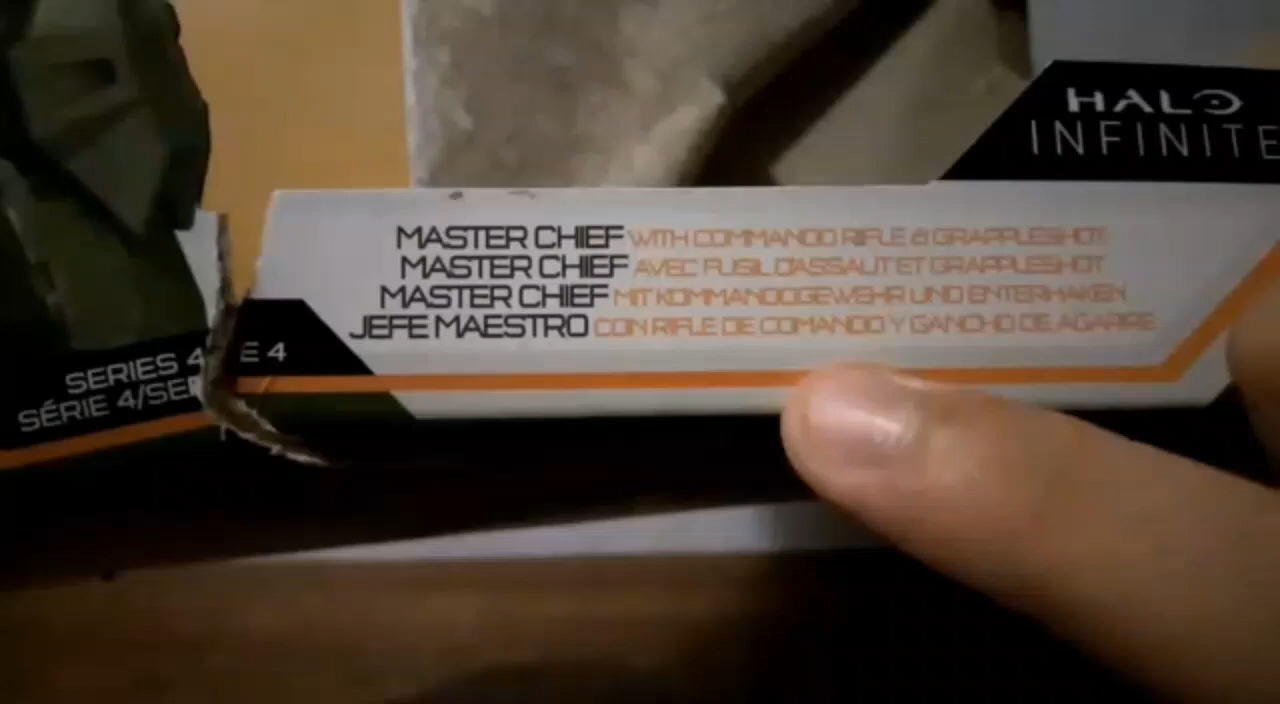 HALO
INFINITE
MASTER CHIEF WITH COMMANDO RIFLE & GRAPPLESHOT
MASTER CHIEF AVEC FUSIL D'ASSAUT ET GRAPPLESHOT
MASTER CHIEF MIT KOMMANDOGEWEHR UND ENTERHAKEN
JEFE MAESTRO CON RIFLE DE COMANDO Y GANCHO DE AGARRE
SERIES 4
E 4
SÉRIE 4/SE